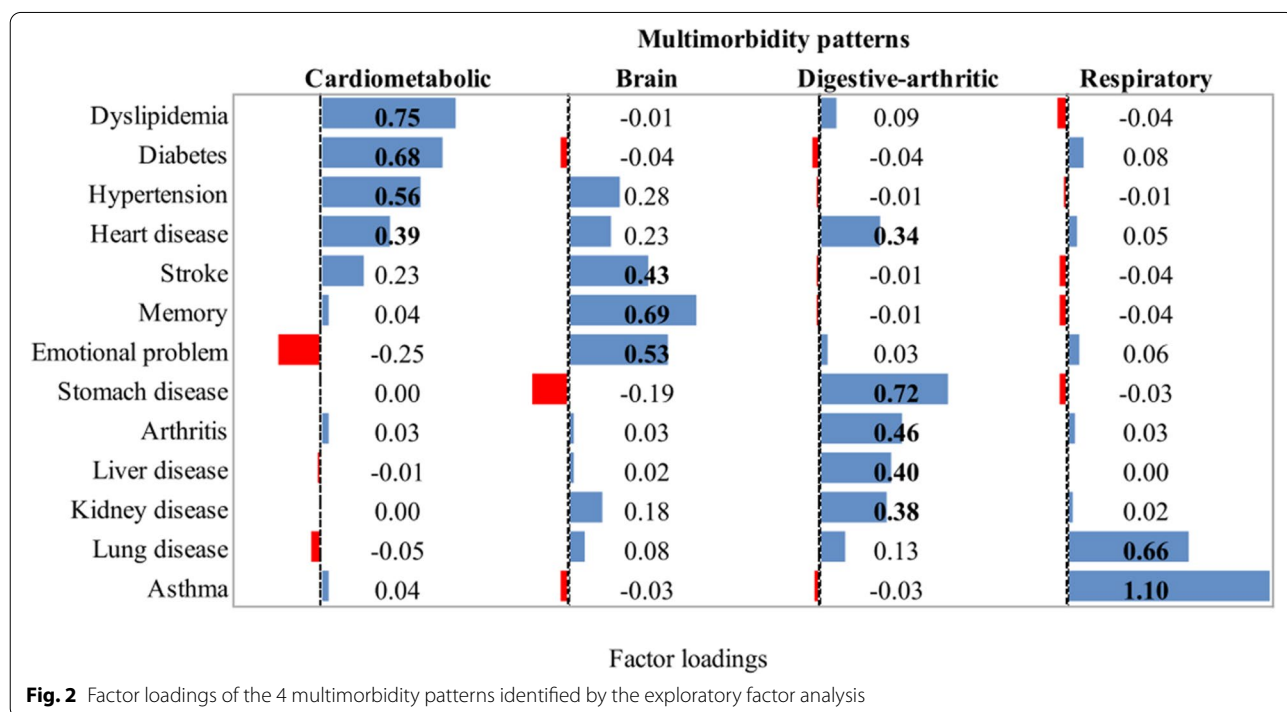 Multimorbidity patterns
Cardiometabolic Brain Digestive-arthritic Respiratory
Dyslipidemia 0.75 -0.01 0.09 -0.04
Diabetes 0.68 -0.04 -0.04 0.08
Hypertension 0.56 0.28 -0.01 -0.01
Heart disease 0.39 0.23 0.34 0.05
Stroke 0.23 0.43 -0.01 -0.04
Memory 0.04 0.69 -0.01 -0.04
Emotional problem -0.25 0.53 0.03 0.06
Stomach disease 0.00 -0.19 0.72 -0.03
Arthritis 0.03 0.03 0.46 0.03
Liver disease -0.01 0.02 0.40 0.00
Kidney disease 0.00 0.18 0.38 0.02
Lung disease -0.05 0.08 0.13 0.66
Asthma 0.04 -0.03 -0.03 1.10
Factor loadings
Fig. 2 Factor loadings of the 4 multimorbidity patterns identified by the exploratory factor analysis